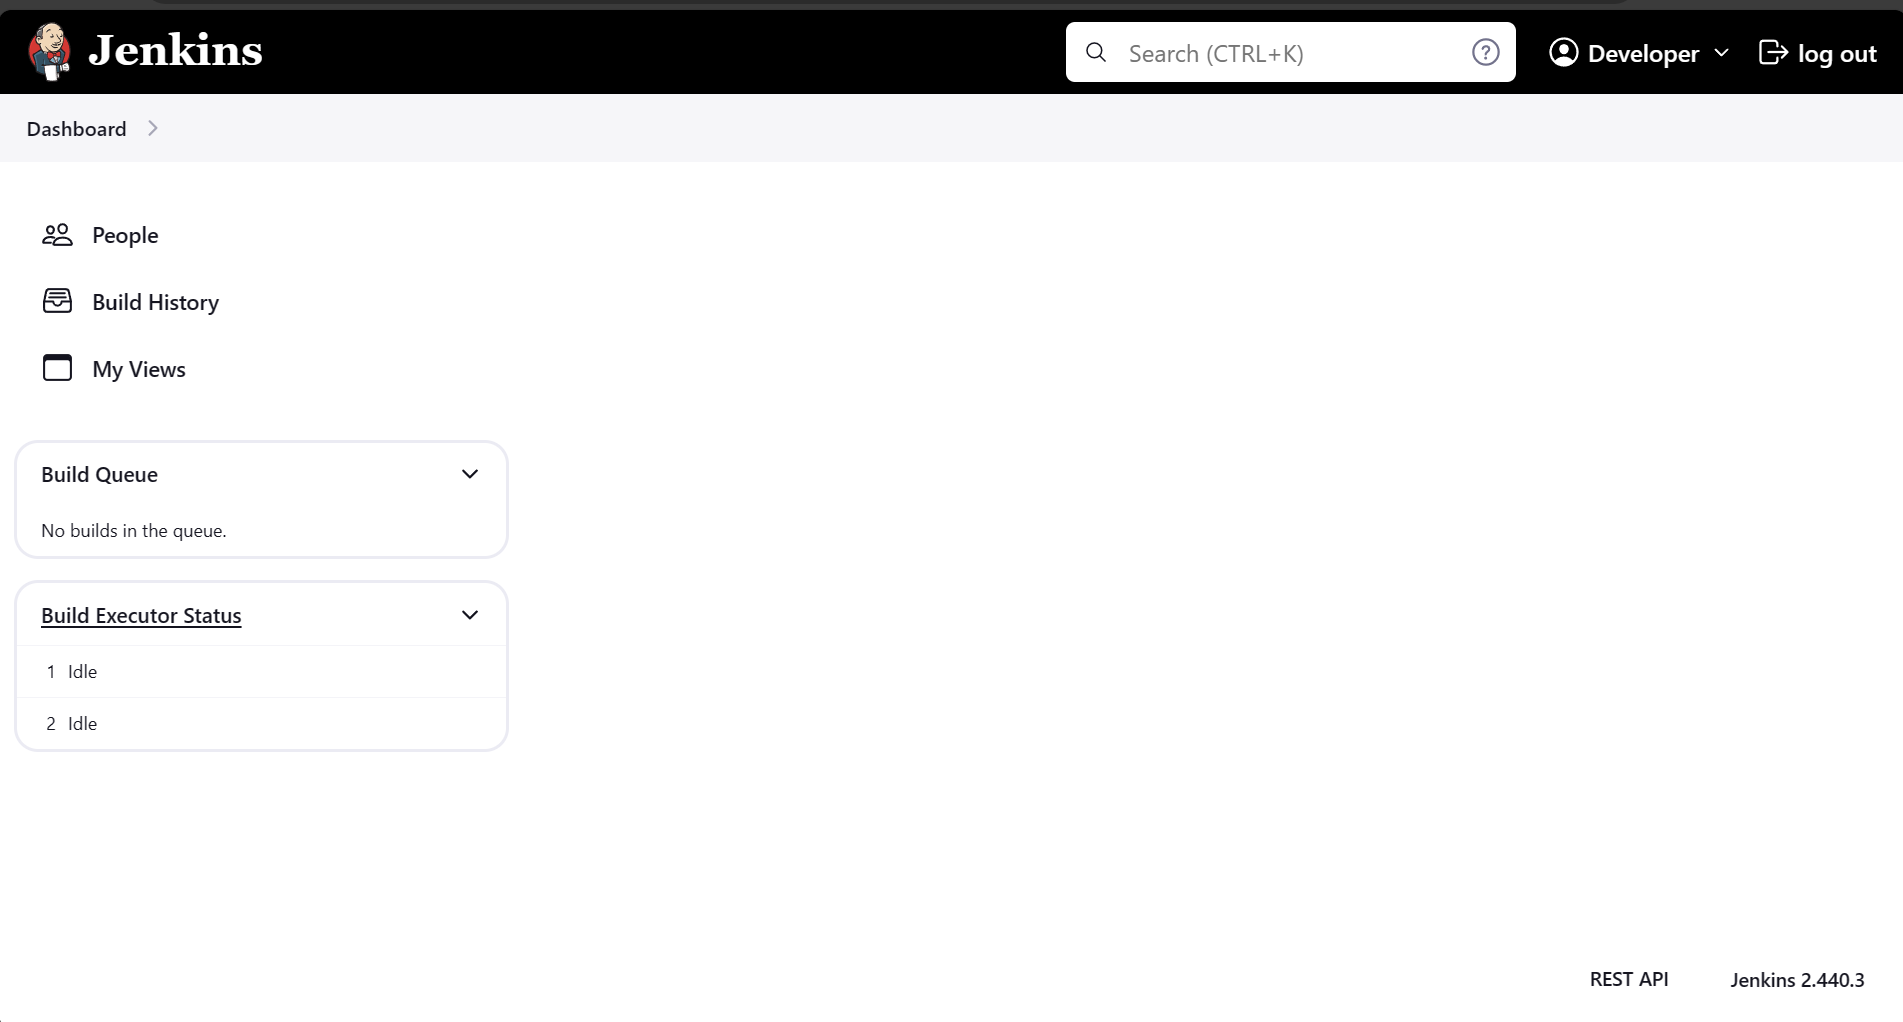 Jenkins
Search (CTRL+K)
?
Developer
log out
Dashboard
People
Build History
My Views
Build Queue
No builds in the queue.
Build Executor Status
1 Idle
2 Idle
REST API
Jenkins 2.440.3